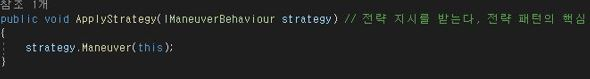 참조 1개
public void ApplyStrategy(IManeuverBehaviour strategy) // 전략 지시를 받는다, 전략 패턴의 핵심
{
strategy.Maneuver(this);
}